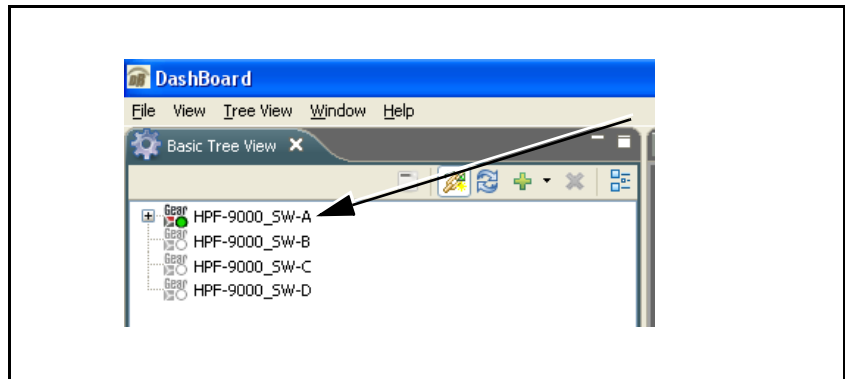 DashBoard
File View Tree View Window Help
Basic Tree View
Gear HPF-9000_SW-A
Gear HPF-9000_SW-B
Gear HPF-9000_SW-C
Gear HPF-9000_SW-D